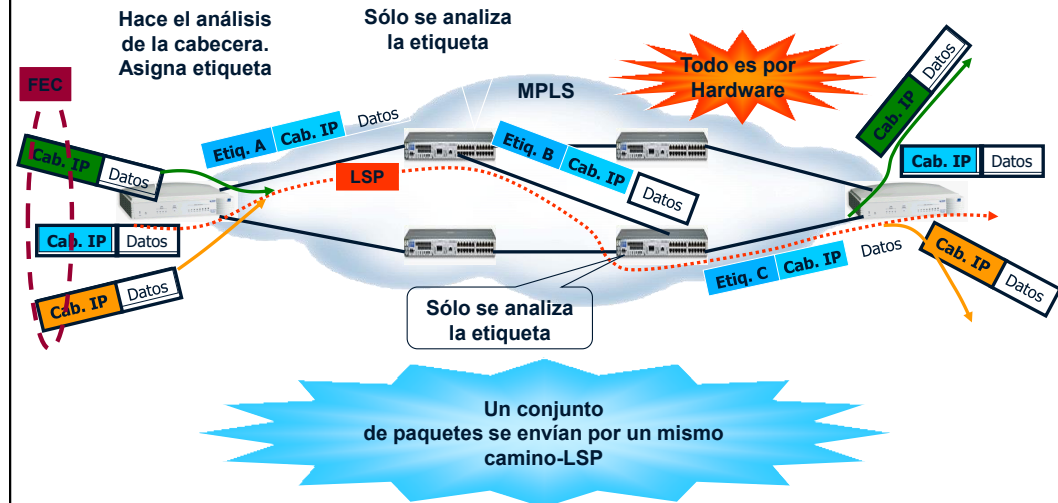 Hace el análisis
de la cabecera.
Asigna etiqueta
Sólo se analiza
la etiqueta
Todo es por
Hardware
FEC
MPLS
Datos
Cab. IP
Etiq. A Cab. IP Datos
Etiq. B Cab. IP Datos
Cab. IP Datos
Cab. IP Datos
LSP
Cab. IP Datos
Cab. IP Datos
Etiq. C Cab. IP Datos
Cab. IP Datos
Sólo se analiza
la etiqueta
Un conjunto
de paquetes se envían por un mismo
camino-LSP